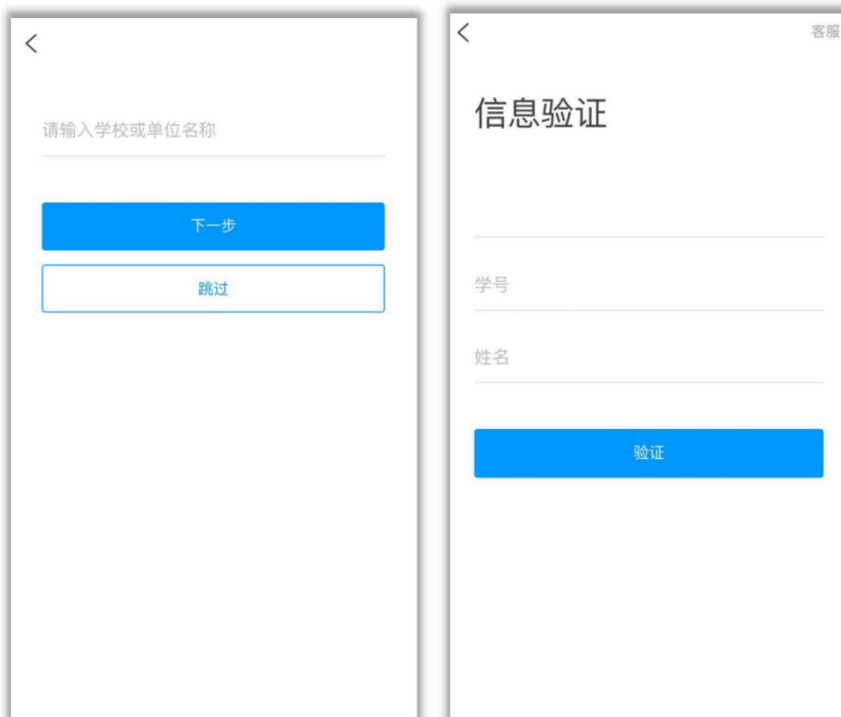 请输入学校或单位名称
下一步
跳过
客服
信息验证
学号
姓名
验证